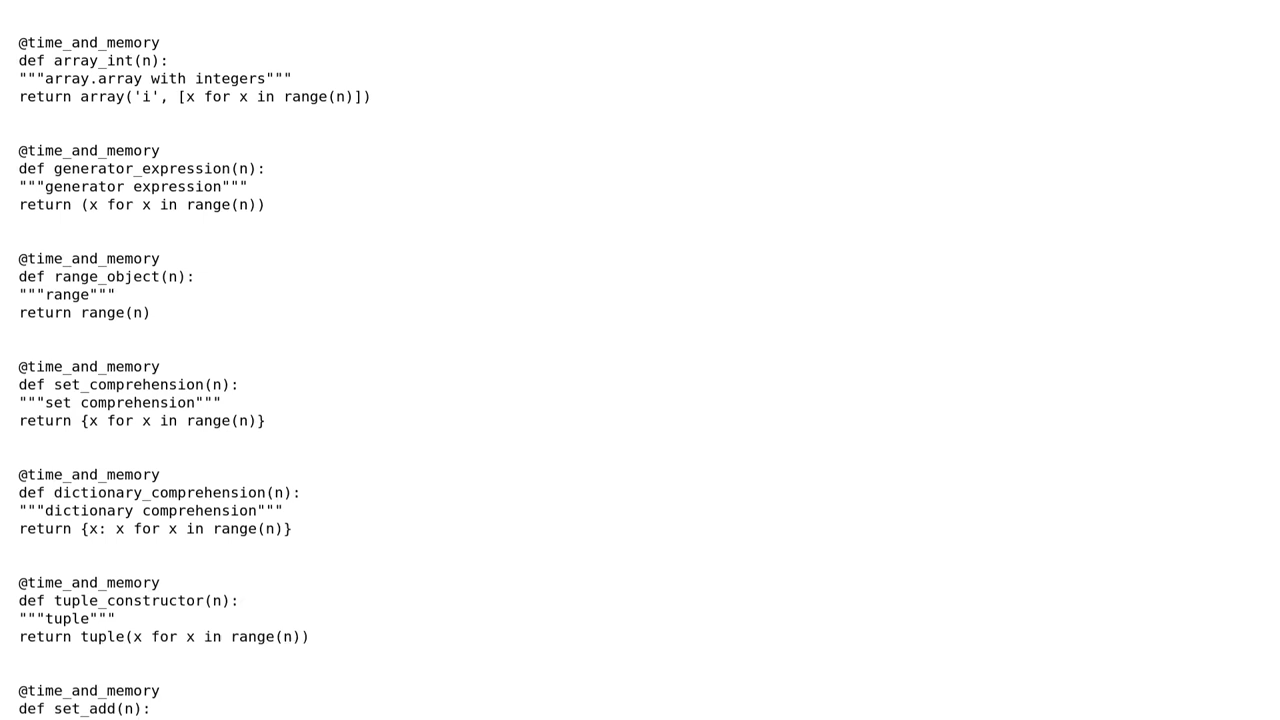 @time_and_memory
def array_int(n):
"""array.array with integers"""
return array('i', [x for x in range(n)])
@time_and_memory
def generator_expression(n):
"""generator expression"""
return (x for x in range(n))
@time_and_memory
def range_object(n):
"""range"""
return range(n)
@time_and_memory
def set_comprehension(n):
"""set comprehension"""
return {x for x in range(n)}
@time_and_memory
def dictionary_comprehension(n):
"""dictionary comprehension"""
return {x: x for x in range(n)}
@time_and_memory
def tuple_constructor(n):
"""tuple"""
return tuple(x for x in range(n))
@time_and_memory
def set_add(n):